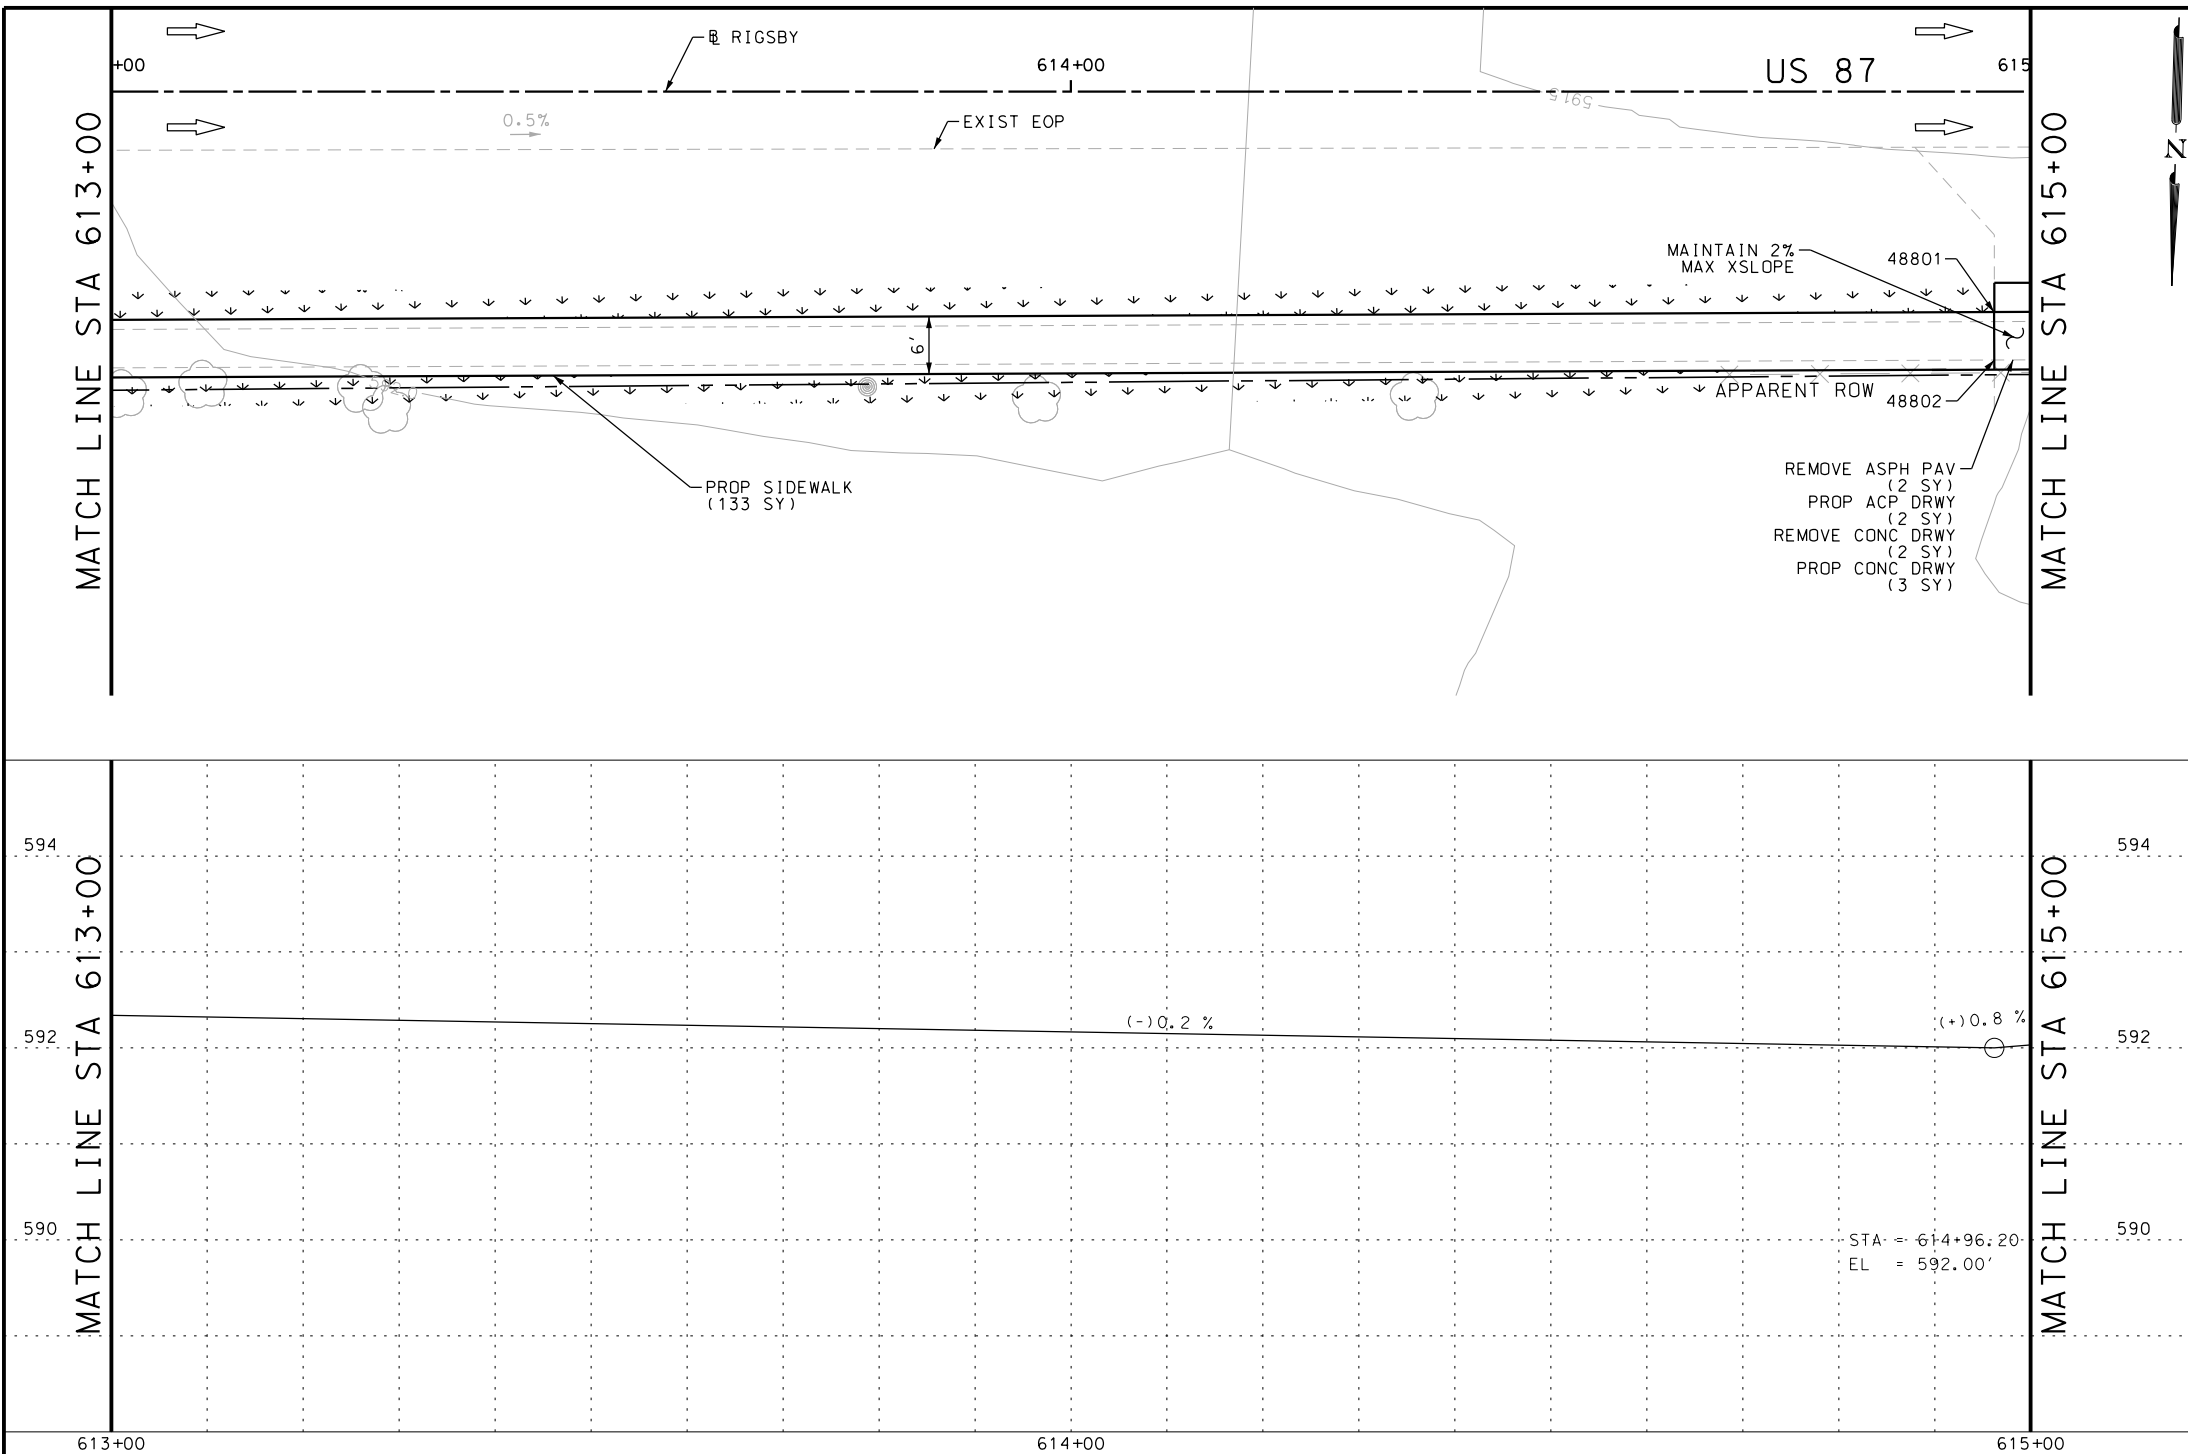 ℄ RIGSBY
+00
614+00
US 87
615
0.5%
EXIST EOP
5915
N
MATCH LINE STA 613+00
MATCH LINE STA 615+00
MAINTAIN 2%
MAX XSLOPE
48801
6'
APPARENT ROW
48802
PROP SIDEWALK
(133 SY)
REMOVE ASPH PAV
(2 SY)
PROP ACP DRWY
(2 SY)
REMOVE CONC DRWY
(2 SY)
PROP CONC DRWY
(3 SY)
594
594
MATCH LINE STA 613+00
MATCH LINE STA 615+00
(-)0.2 %
(+)0.8 %
592
592
590
590
STA = 614+96.20
EL = 592.00'
613+00
614+00
615+00